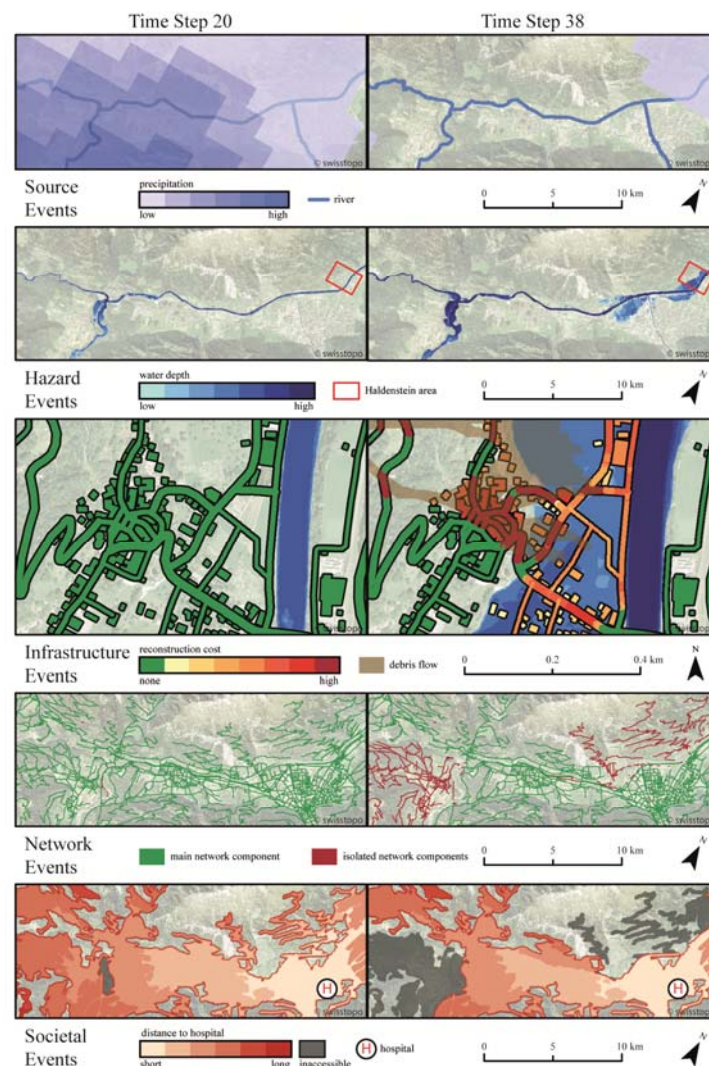 Time Step 20
Time Step 38
© swisstopo
© swisstopo
Source
Events
precipitation
low
high
river
0
5
10 km
N
© swisstopo
© swisstopo
Hazard
Events
water depth
low
high
Haldenstein area
0
5
10 km
N
swisstopo
swisstopo
Infrastructure
Events
reconstruction cost
none
high
debris flow
0
0.2
0.4 km
N
© swisstopo
© swisstopo
Network
Events
main network component
isolated network components
0
5
10 km
N
H
© swisstopo
H
© swisstopo
Societal
Events
distance to hospital
short
long
inaccessible
H
hospital
0
5
10 km
N